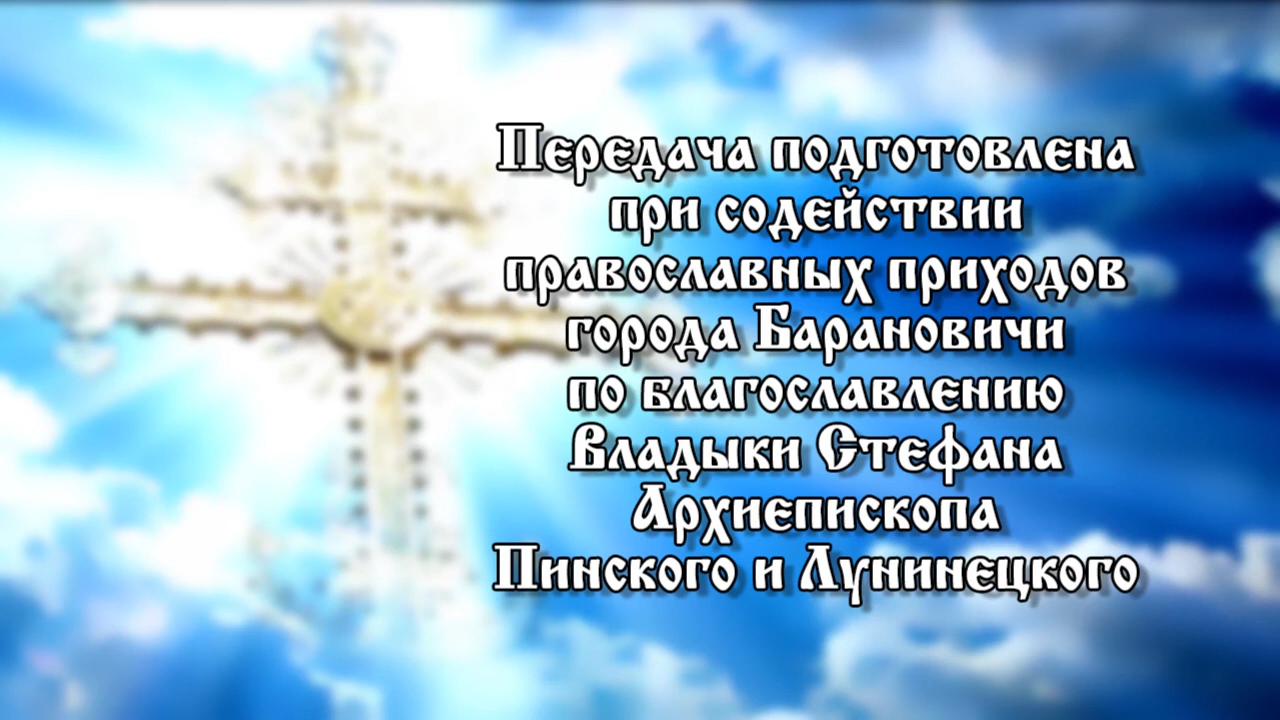 Передача подготовлена
при содействии
православных приходов
города Барановичи
по благославлению
Владыки Стефана
Архиепископа
Пинского и Лунинецкого